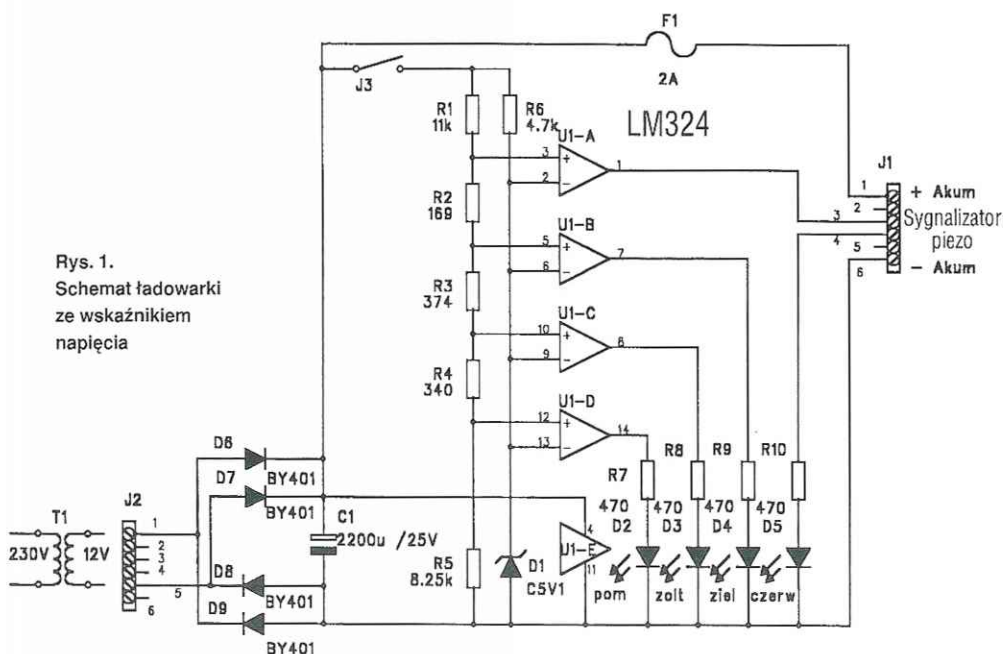 F1
2A
J3
R1
11k
R6
4.7k
LM324
U1-A
3
+
2
−
1
J1
1
+ Akum
2
3
Sygnalizator
piezo
4
5
− Akum
6
R2
169
U1-B
5
+
6
−
7
Rys. 1.
Schemat ładowarki
ze wskaźnikiem
napięcia
R3
374
U1-C
10
+
9
−
8
R4
340
U1-D
12
+
13
−
14
D6
BY401
D7
BY401
R7
470
R8
470
R9
470
R10
470
T1
230V
12V
J2
1
2
3
4
5
6
C1
2200u /25V
4
U1-E
11
R5
8.25k
D1
C5V1
D2
D3
D4
D5
pom
zolt
ziel
czerw
D8
BY401
D9
BY401